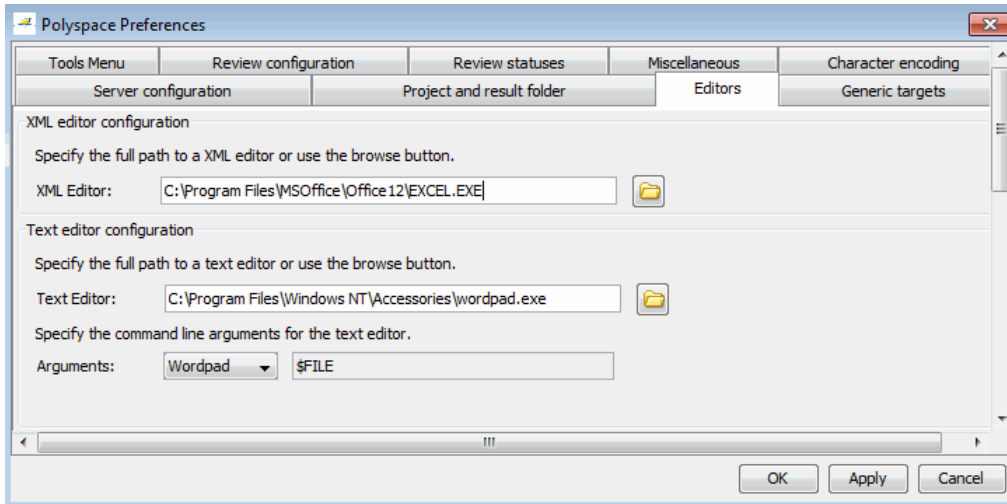 Polyspace Preferences
Tools Menu Review configuration Review statuses Miscellaneous Character encoding
Server configuration Project and result folder Editors Generic targets
XML editor configuration
Specify the full path to a XML editor or use the browse button.
XML Editor: C:\Program Files\MSOffice\Office12\EXCEL.EXE
Text editor configuration
Specify the full path to a text editor or use the browse button.
Text Editor: C:\Program Files\Windows NT\Accessories\wordpad.exe
Specify the command line arguments for the text editor.
Arguments: Wordpad $FILE
OK Apply Cancel